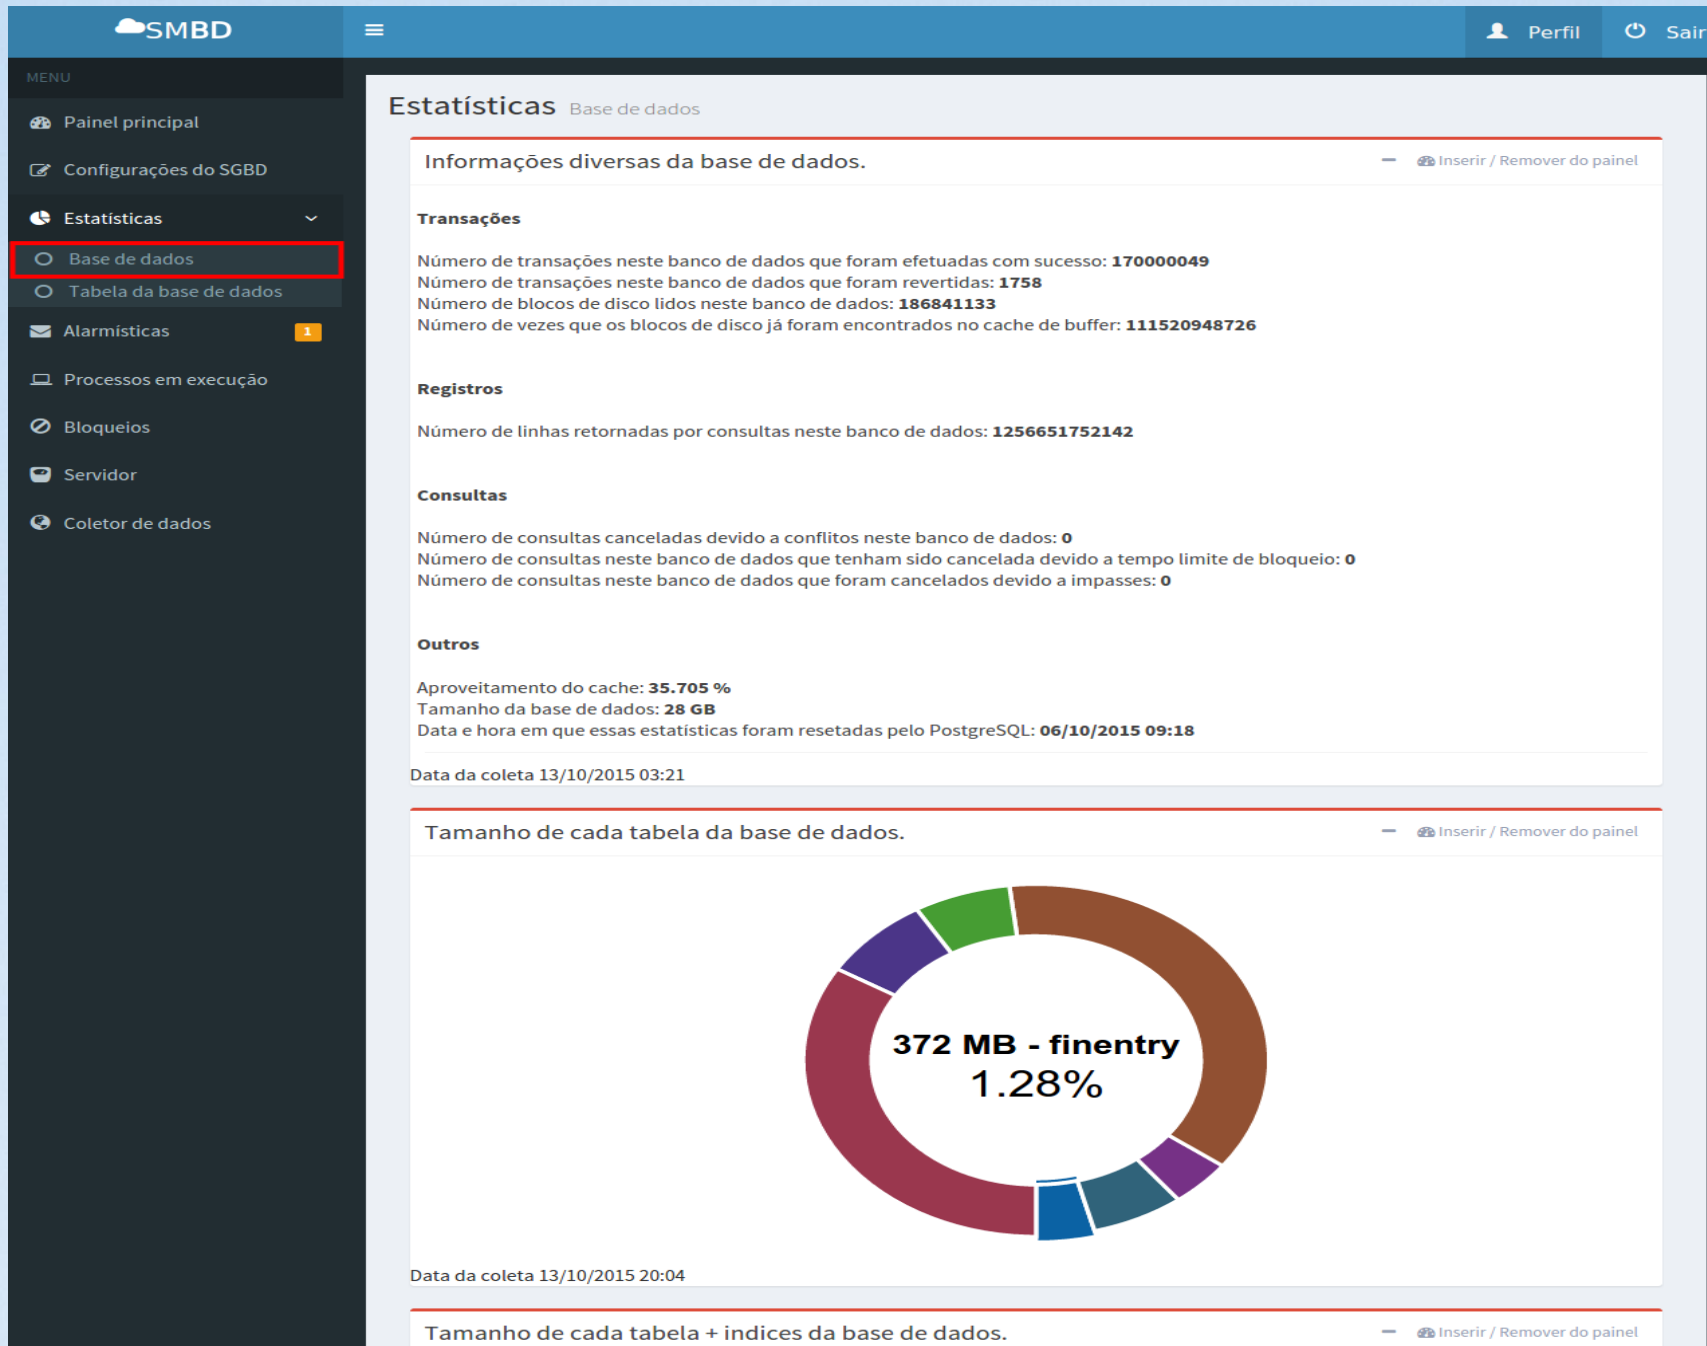 SMBD
Perfil
Sair
MENU
Painel principal
Configurações do SGBD
Estatísticas
Base de dados
Tabela da base de dados
Alarmísticas 1
Processos em execução
Bloqueios
Servidor
Coletor de dados
Estatísticas Base de dados
Informações diversas da base de dados.
Inserir / Remover do painel
Transações
Número de transações neste banco de dados que foram efetuadas com sucesso: 170000049
Número de transações neste banco de dados que foram revertidas: 1758
Número de blocos de disco lidos neste banco de dados: 186841133
Número de vezes que os blocos de disco já foram encontrados no cache de buffer: 111520948726
Registros
Número de linhas retornadas por consultas neste banco de dados: 1256651752142
Consultas
Número de consultas canceladas devido a conflitos neste banco de dados: 0
Número de consultas neste banco de dados que tenham sido cancelada devido a tempo limite de bloqueio: 0
Número de consultas neste banco de dados que foram cancelados devido a impasses: 0
Outros
Aproveitamento do cache: 35.705 %
Tamanho da base de dados: 28 GB
Data e hora em que essas estatísticas foram resetadas pelo PostgreSQL: 06/10/2015 09:18
Data da coleta 13/10/2015 03:21
Tamanho de cada tabela da base de dados.
Inserir / Remover do painel
372 MB - finentry
1.28%
Data da coleta 13/10/2015 20:04
Tamanho de cada tabela + indices da base de dados.
Inserir / Remover do painel